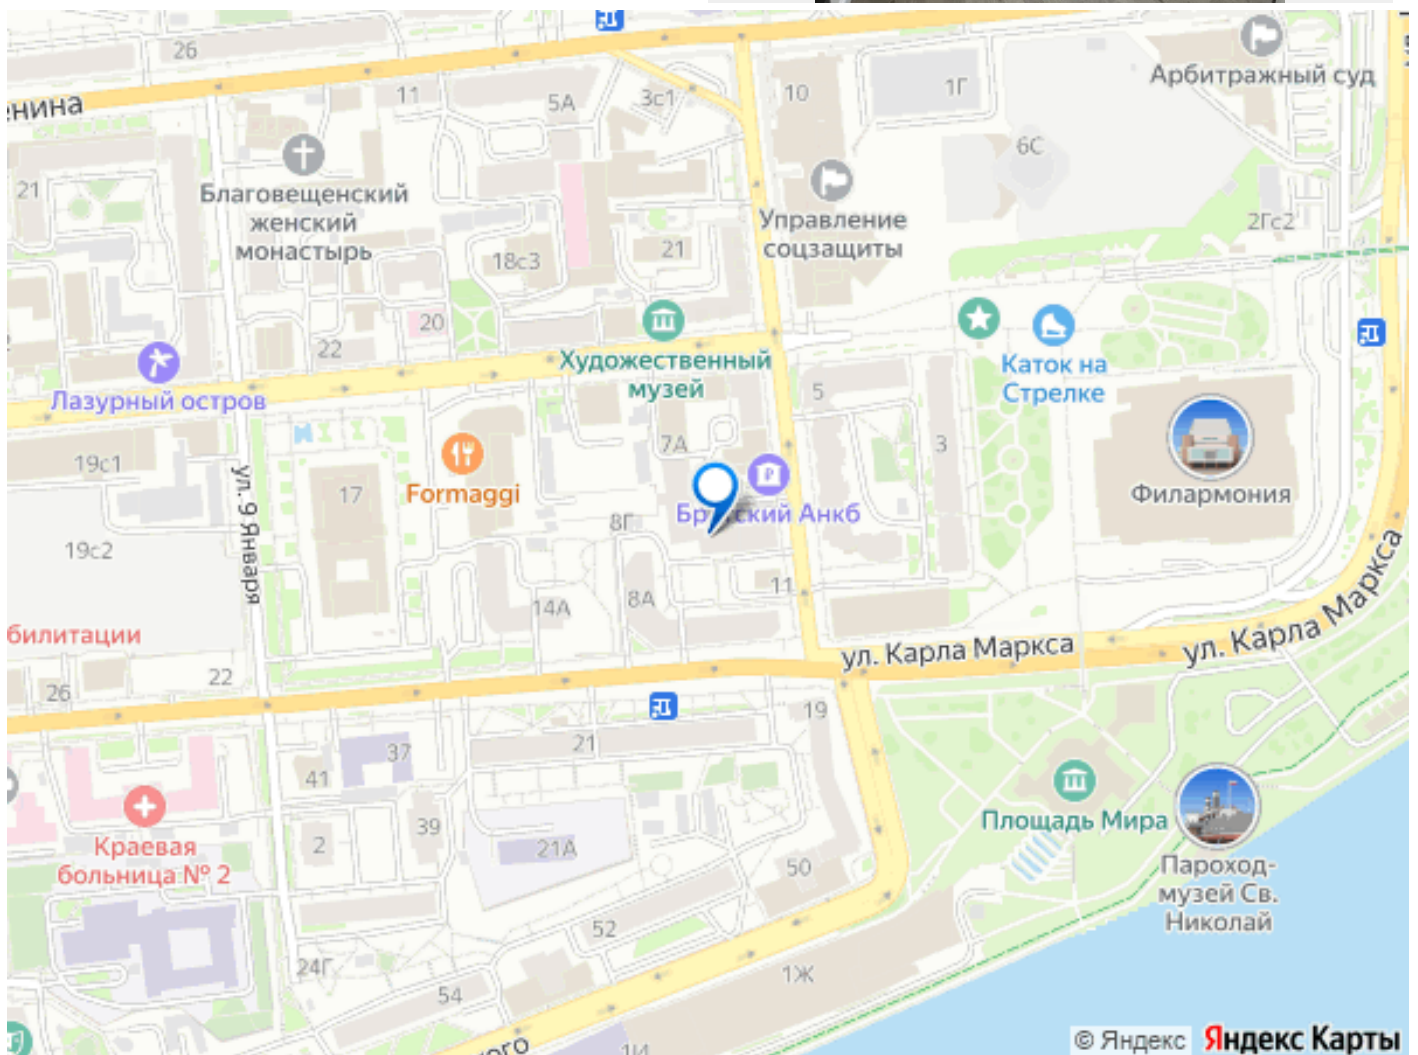 26
енина
11
5А
3с1
10
1Г
Арбитражный суд
6С
21
Благовещенский
женский
монастырь
18с3
21
Управление
соцзащиты
2Гс2
20
22
Художественный
музей
Каток на
Стрелке
Лазурный остров
5
3
7А
19с1
17
Formaggi
8Г
Филармония
ул. 9 Января
19с2
14А
8А
11
билитации
ул. Карла Маркса
ул. Карла Маркса
26
22
19
21
37
41
39
2
21А
50
Площадь Мира
Краевая
больница № 2
Пароход-
музей Св.
Николай
52
24Г
54
1Ж
ого
1И
© Яндекс Яндекс Карты